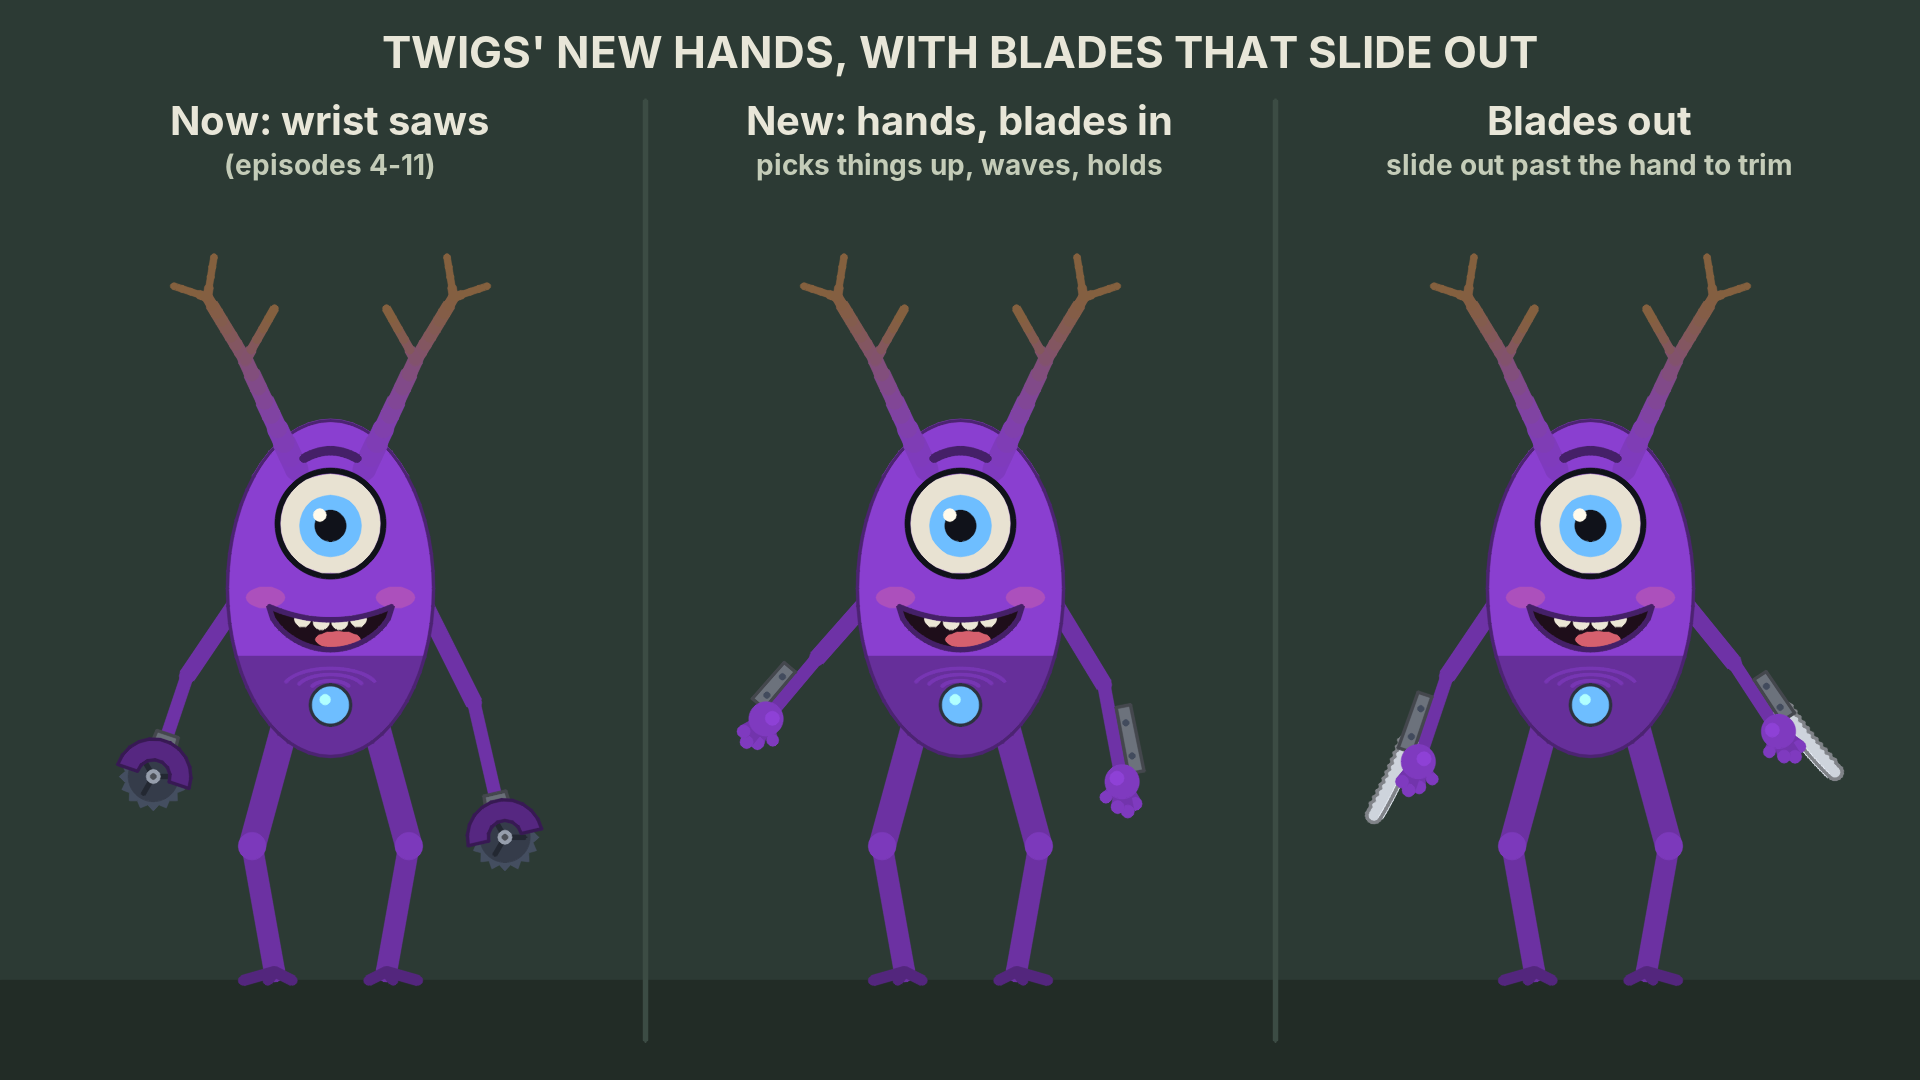 TWIGS' NEW HANDS, WITH BLADES THAT SLIDE OUT
Now: wrist saws
(episodes 4-11)
New: hands, blades in
picks things up, waves, holds
Blades out
slide out past the hand to trim